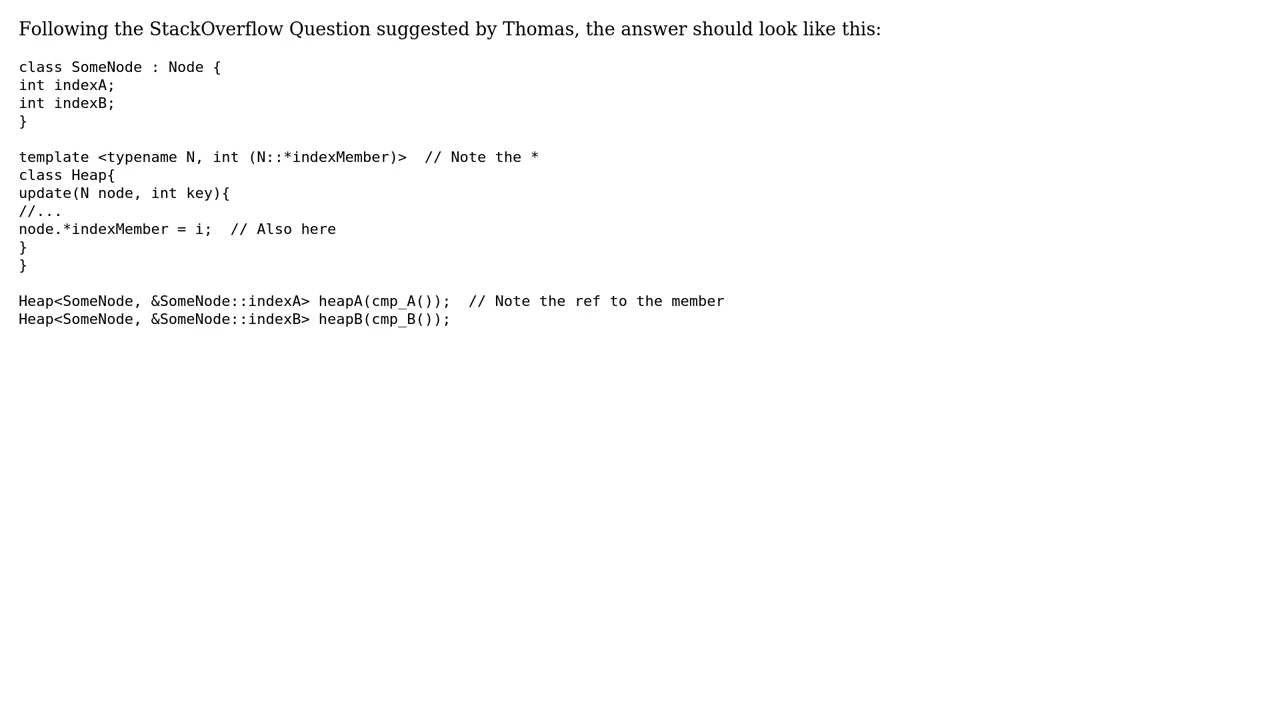 Following the StackOverflow Question suggested by Thomas, the answer should look like this:
class SomeNode : Node {
int indexA;
int indexB;
}
template <typename N, int (N::*indexMember)>  // Note the *
class Heap{
update(N node, int key){
//...
node.*indexMember = i;  // Also here
}
}
Heap<SomeNode, &SomeNode::indexA> heapA(cmp_A());  // Note the ref to the member
Heap<SomeNode, &SomeNode::indexB> heapB(cmp_B());